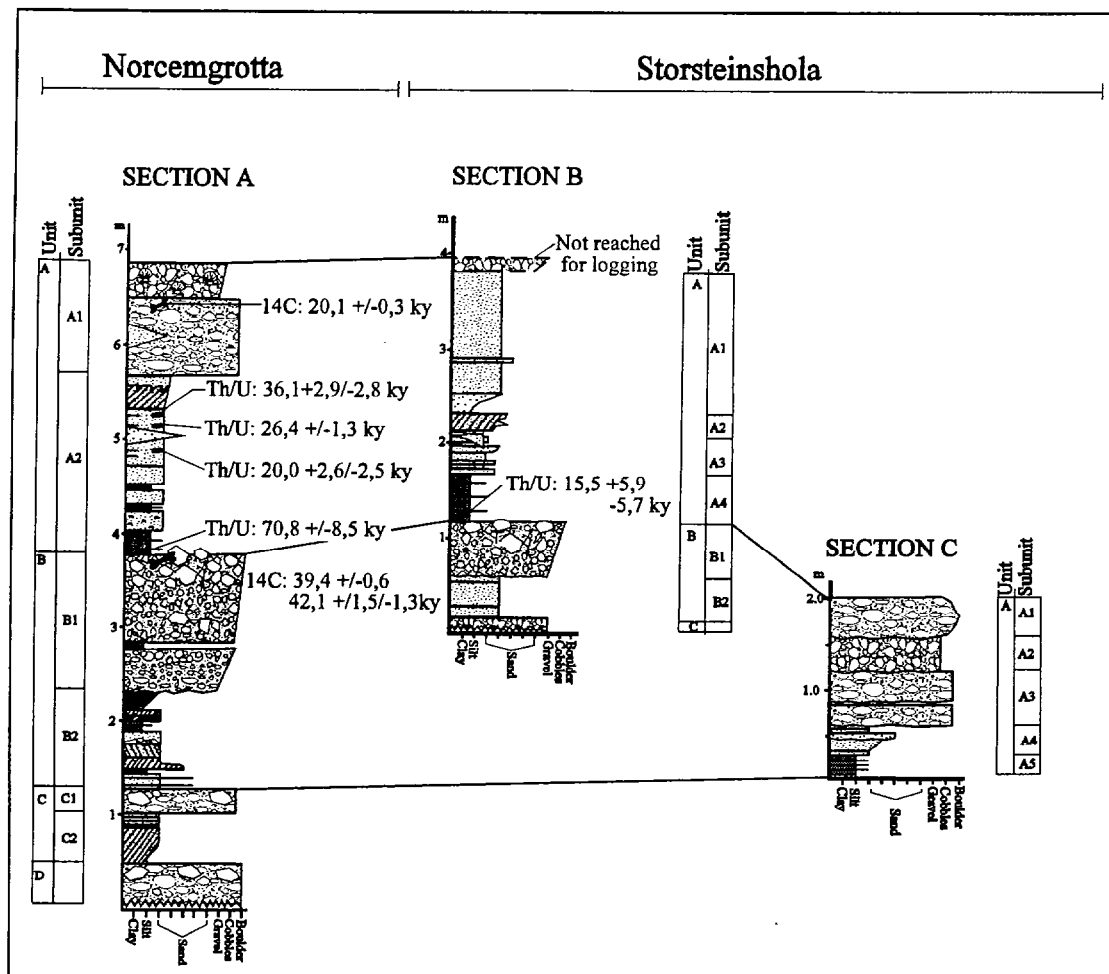 Norcemgrotta
Storsteinshola
SECTION A
SECTION B
Unit
Subunit
A
A1
A2
B
B1
B2
C
C1
C2
D
m
7
6
5
4
3
2
1
14C: 20,1 +/-0,3 ky
Th/U: 36,1+2,9/-2,8 ky
Th/U: 26,4 +/-1,3 ky
Th/U: 20,0 +2,6/-2,5 ky
Th/U: 70,8 +/-8,5 ky
14C: 39,4 +/-0,6
42,1 +/1,5/-1,3ky
Clay
Silt
Sand
Gravel
Cobbles
Boulder
m
4
3
2
1
Not reached
for logging
Th/U: 15,5 +5,9
-5,7 ky
Clay
Silt
Sand
Gravel
Cobbles
Boulder
Unit
Subunit
A
A1
A2
A3
A4
B
B1
B2
C
SECTION C
m
2.0
1.0
Clay
Silt
Sand
Gravel
Cobbles
Boulder
Unit
Subunit
A
A1
A2
A3
A4
A5